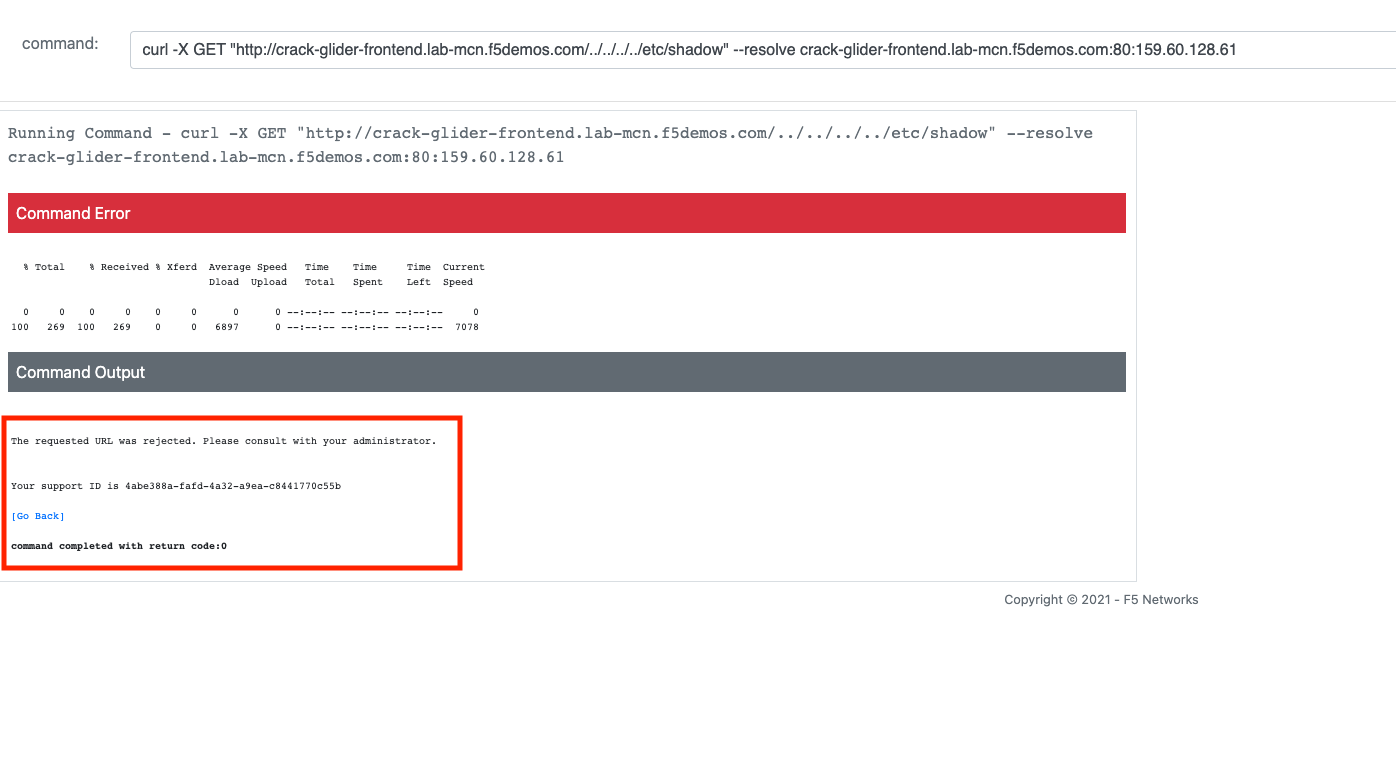 command:
curl -X GET "http://crack-glider-frontend.lab-mcn.f5demos.com/../../../../etc/shadow" --resolve crack-glider-frontend.lab-mcn.f5demos.com:80:159.60.128.61
Running Command - curl -X GET "http://crack-glider-frontend.lab-mcn.f5demos.com/../../../../etc/shadow" --resolve
crack-glider-frontend.lab-mcn.f5demos.com:80:159.60.128.61
Command Error
% Total % Received % Xferd Average Speed Time Time Time Current
Dload Upload Total Spent Left Speed
0 0 0 0 0 0 0 0 --:--:-- --:--:-- --:--:-- 0
100 269 100 269 0 0 6897 0 --:--:-- --:--:-- --:--:-- 7078
Command Output
The requested URL was rejected. Please consult with your administrator.
Your support ID is 4abe388a-fafd-4a32-a9ea-c8441770c55b
[Go Back]
command completed with return code:0
Copyright © 2021 - F5 Networks